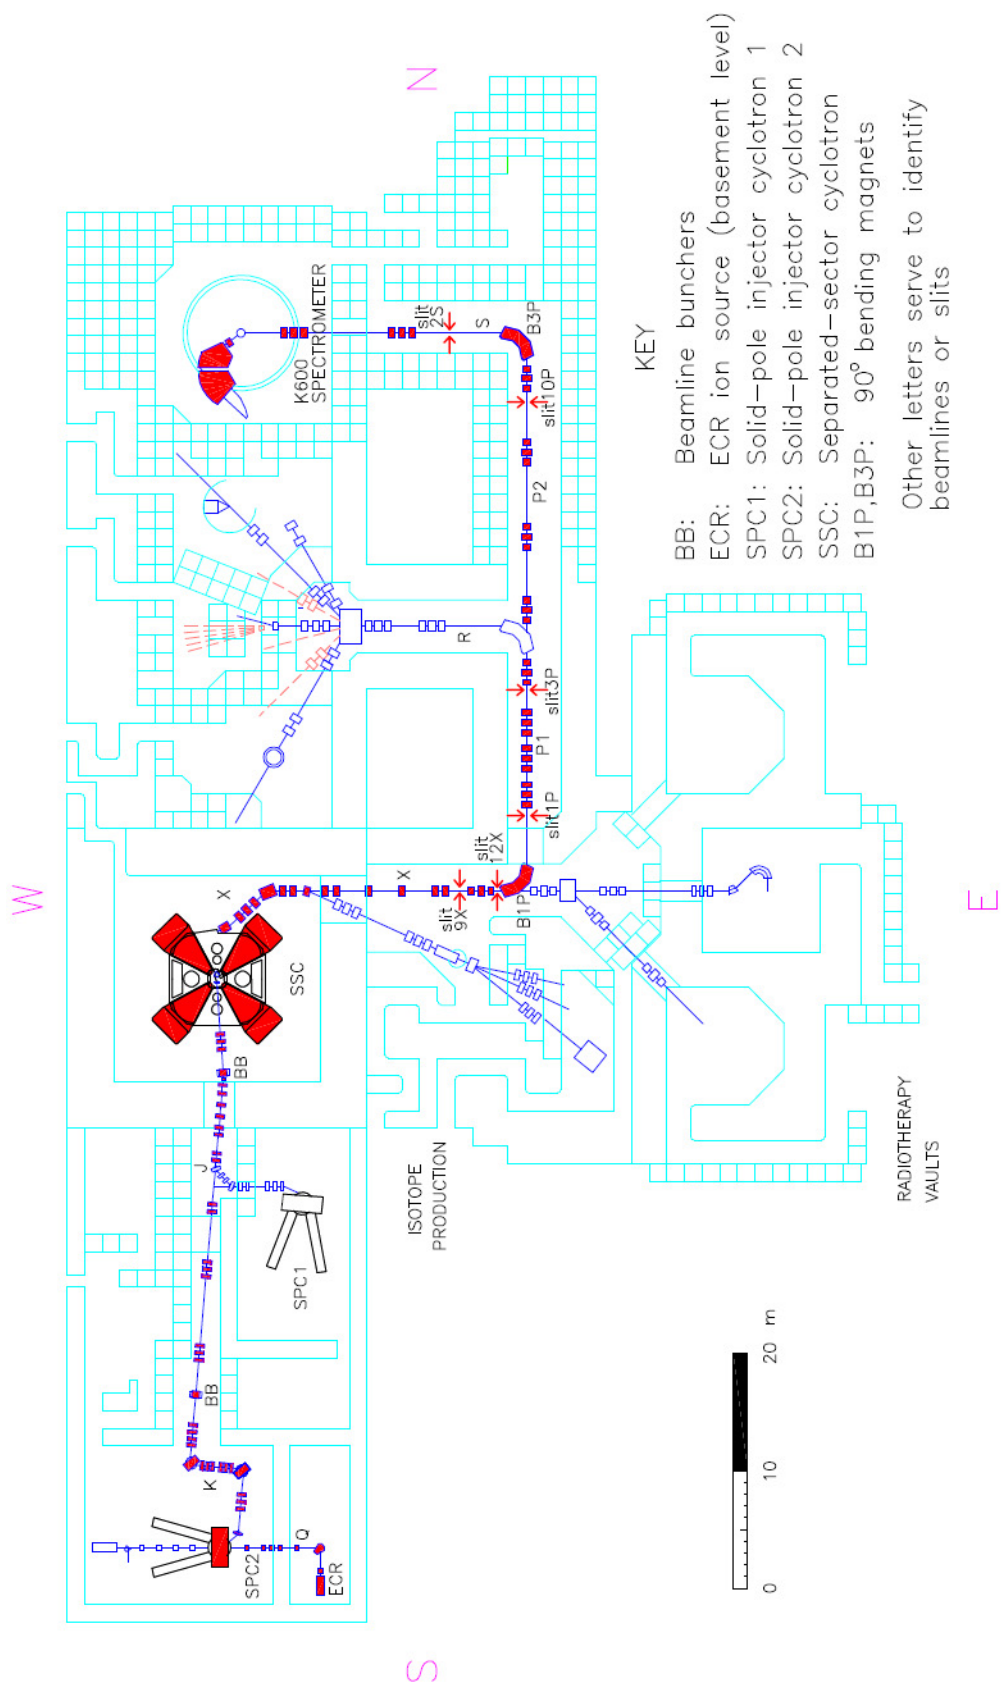 W
N
S
E
K600
SPECTROMETER
slit
2S
S
B3P
slit10P
P2
R
slit3P
P1
slit1P
slit
12X
X
X
slit
9X
B1P
SSC
BB
J
SPC1
BB
K
SPC2
Q
ECR
ISOTOPE
PRODUCTION
RADIOTHERAPY
VAULTS
0 10 20 m
KEY
BB: Beamline bunchers
ECR: ECR ion source (basement level)
SPC1: Solid-pole injector cyclotron 1
SPC2: Solid-pole injector cyclotron 2
SSC: Separated-sector cyclotron
B1P,B3P: 90° bending magnets
Other letters serve to identify
beamlines or slits